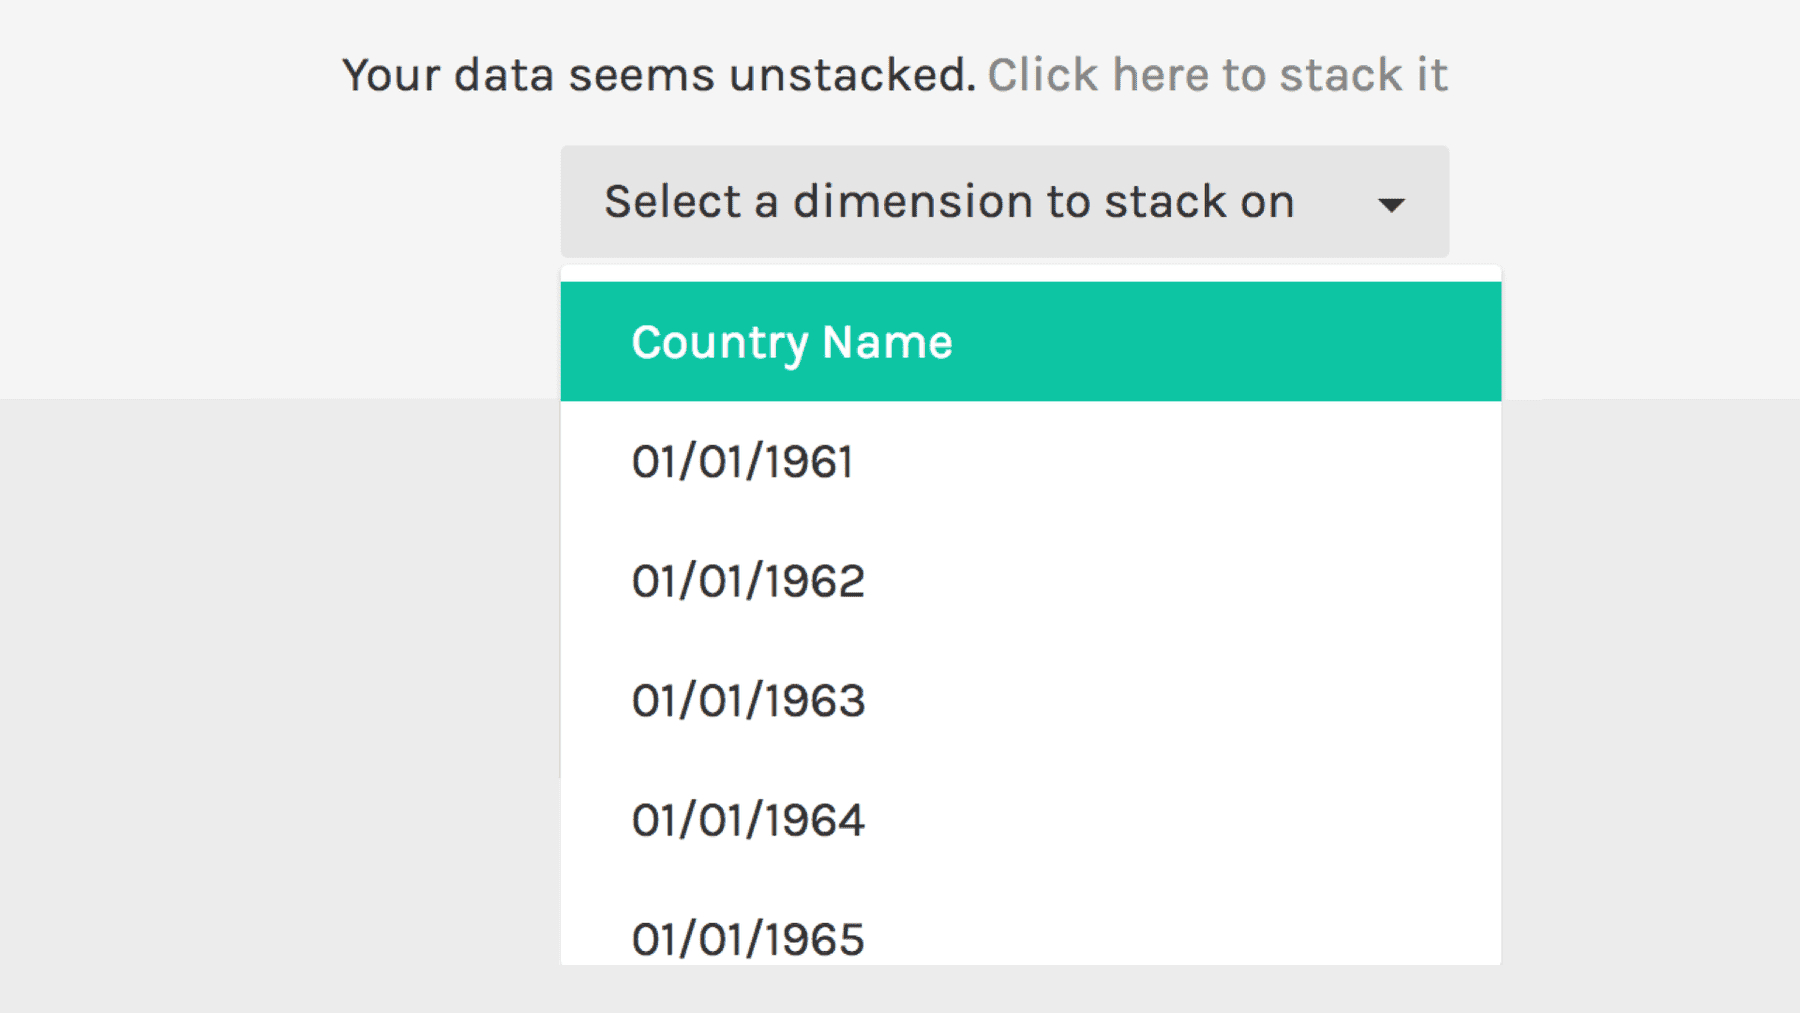 Your data seems unstacked. Click here to stack it
Select a dimension to stack on
Country Name
01/01/1961
01/01/1962
01/01/1963
01/01/1964
01/01/1965